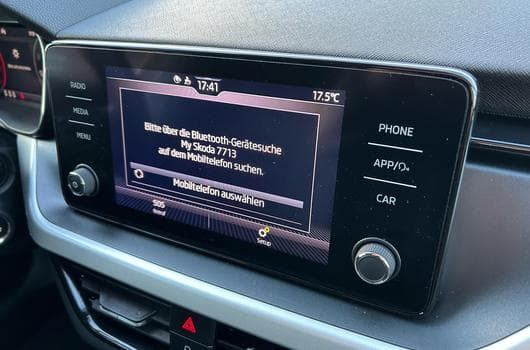 RADIO
MEDIA
MENU
17:41
17.5°C
Bitte über die Bluetooth-Gerätesuche
My Skoda 7713
auf dem Mobiltelefon suchen.
Mobiltelefon auswählen
SOS
Notruf
Setup
PHONE
APP/
CAR